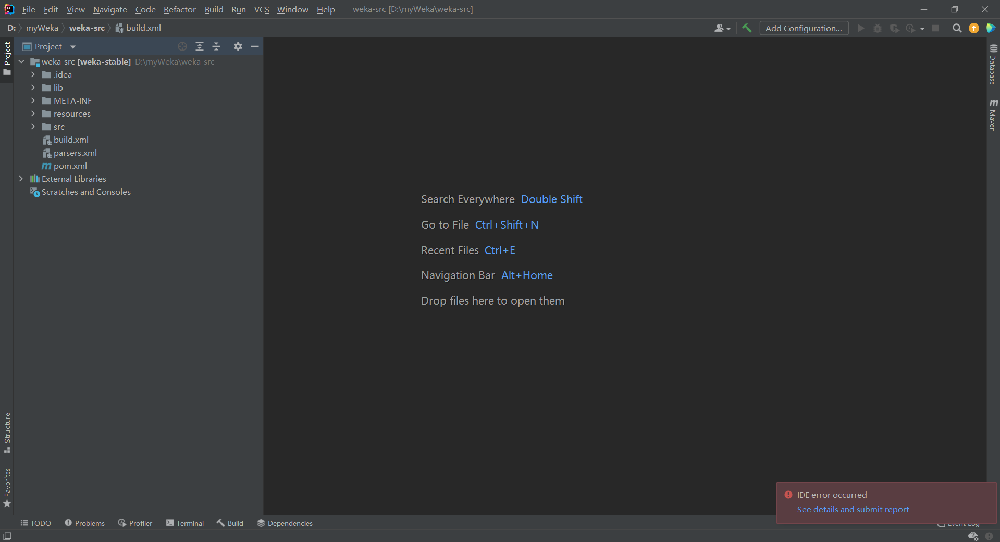 File Edit View Navigate Code Refactor Build Run VCS Window Help weka-src [D:\myWeka\weka-src]
D: myWeka weka-src build.xml Add Configuration...
Project
Project
weka-src [weka-stable] D:\myWeka\weka-src
.idea
lib
META-INF
resources
src
build.xml
parsers.xml
pom.xml
External Libraries
Scratches and Consoles
Search Everywhere Double Shift
Go to File Ctrl+Shift+N
Recent Files Ctrl+E
Navigation Bar Alt+Home
Drop files here to open them
Database
m
Maven
Structure
Favorites
IDE error occurred
See details and submit report
TODO Problems Profiler Terminal Build Dependencies Event Log